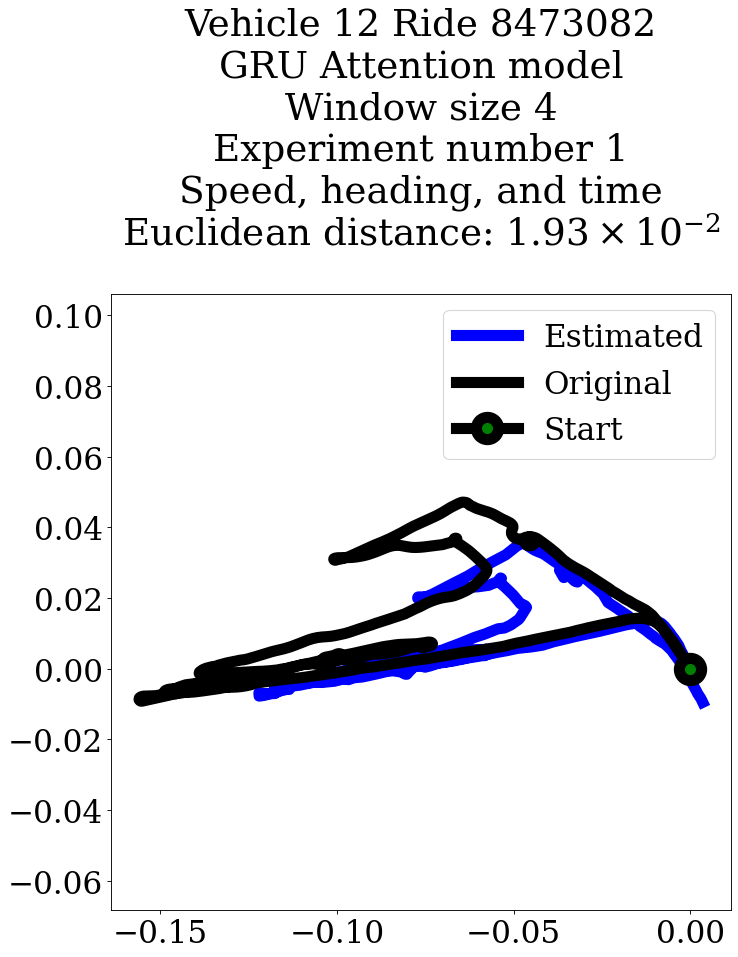 Vehicle 12 Ride 8473082
GRU Attention model
Window size 4
Experiment number 1
Speed, heading, and time
Euclidean distance: 1.93 × 10⁻²
Estimated
Original
Start
0.10
0.08
0.06
0.04
0.02
0.00
−0.02
−0.04
−0.06
−0.15
−0.10
−0.05
0.00